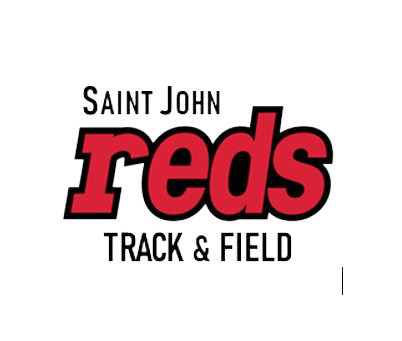 SAINT JOHN
reds
TRACK & FIELD